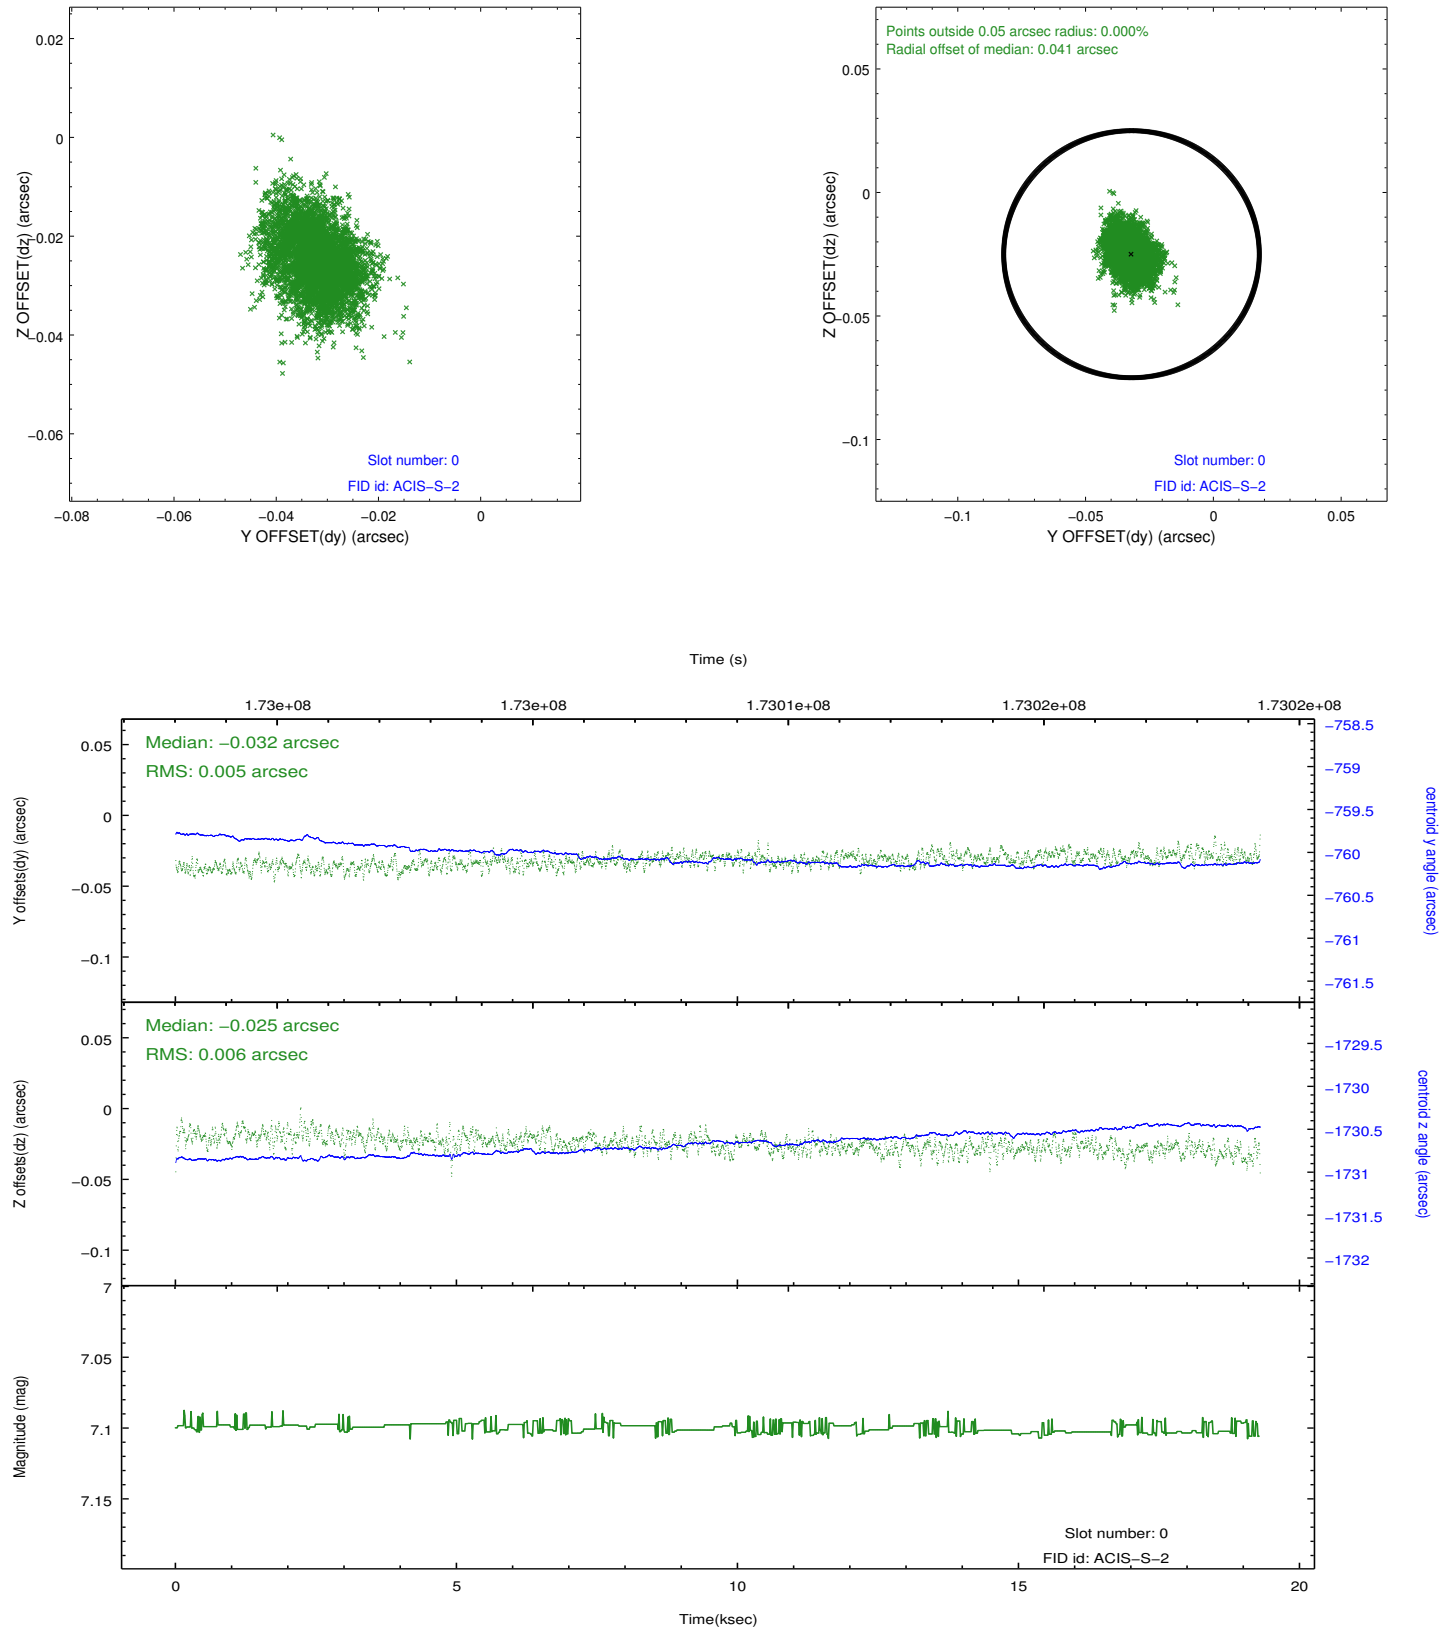 0.02
0
−0.02
−0.04
−0.06
Z OFFSET(dz) (arcsec)
Slot number: 0
FID id: ACIS−S−2
−0.08
−0.06
−0.04
−0.02
0
Y OFFSET(dy) (arcsec)
Points outside 0.05 arcsec radius: 0.000%
Radial offset of median: 0.041 arcsec
0.05
0
−0.05
−0.1
Z OFFSET(dz) (arcsec)
Slot number: 0
FID id: ACIS−S−2
−0.1
−0.05
0
0.05
Y OFFSET(dy) (arcsec)
Time (s)
1.73e+08
1.73e+08
1.7301e+08
1.7302e+08
1.7302e+08
Median: −0.032 arcsec
RMS: 0.005 arcsec
0.05
0
−0.05
−0.1
Y offsets(dy) (arcsec)
−758.5
−759
−759.5
−760
−760.5
−761
−761.5
centroid y angle (arcsec)
Median: −0.025 arcsec
RMS: 0.006 arcsec
0.05
0
−0.05
−0.1
Z offsets(dz) (arcsec)
−1729.5
−1730
−1730.5
−1731
−1731.5
−1732
centroid z angle (arcsec)
7
7.05
7.1
7.15
Magnitude (mag)
Slot number: 0
FID id: ACIS−S−2
0
5
10
15
20
Time(ksec)